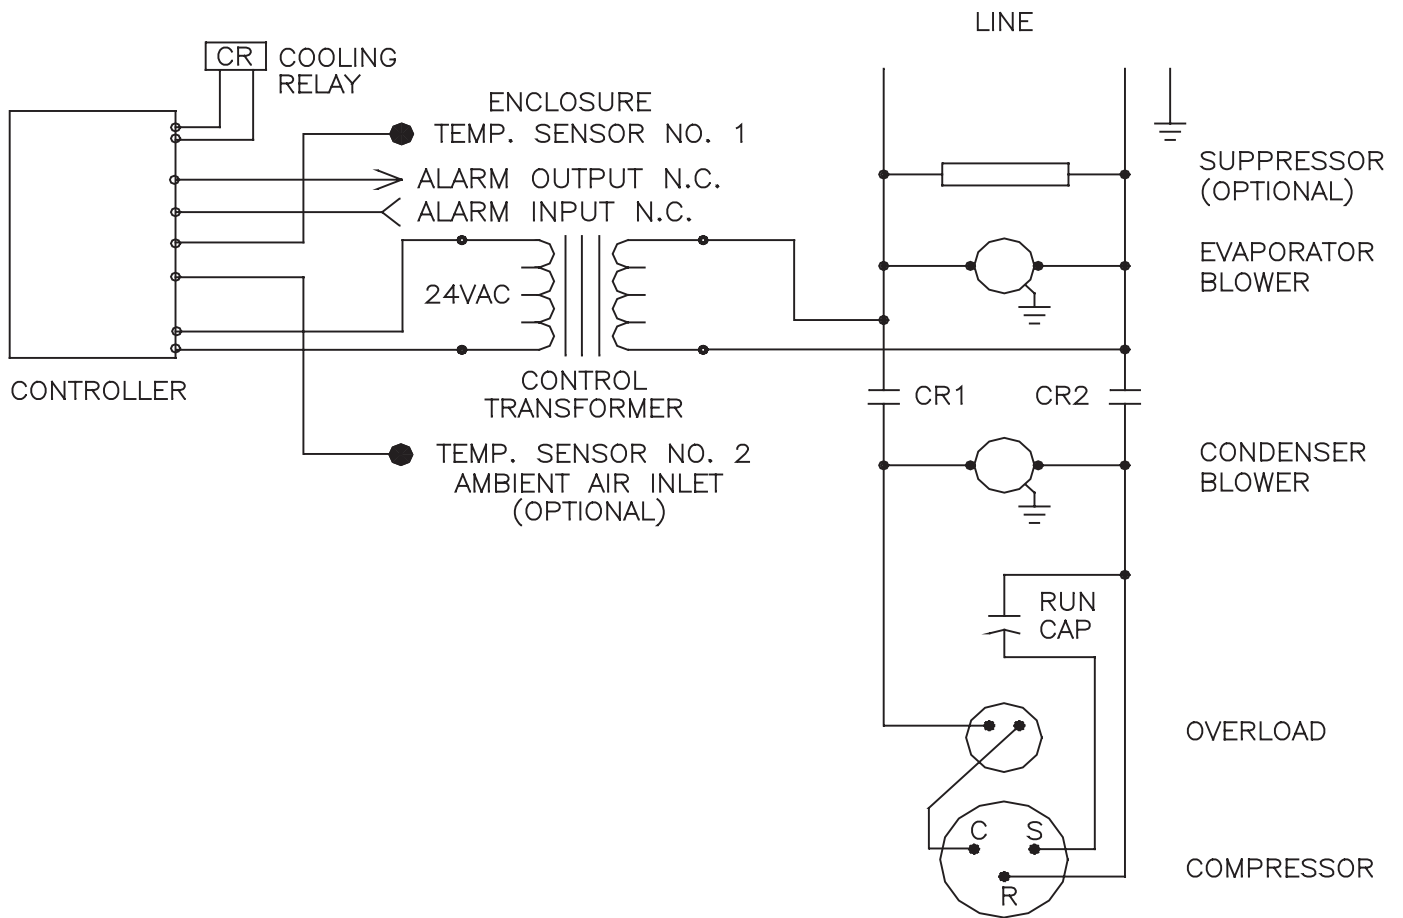 LINE
CR
COOLING
RELAY
ENCLOSURE
TEMP. SENSOR NO. 1
ALARM OUTPUT N.C.
ALARM INPUT N.C.
SUPPRESSOR
(OPTIONAL)
EVAPORATOR
BLOWER
24VAC
CONTROLLER
CONTROL
TRANSFORMER
CR1
CR2
TEMP. SENSOR NO. 2
AMBIENT AIR INLET
(OPTIONAL)
CONDENSER
BLOWER
RUN
CAP
OVERLOAD
C
S
R
COMPRESSOR